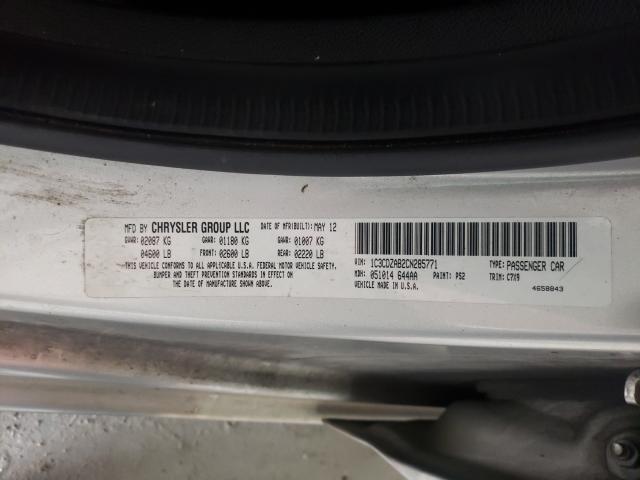 MFD BY CHRYSLER GROUP LLC DATE OF MFR(BUILT): MAY 12
GVWR: 02087 KG GAWR: 01180 KG GAWR: 01007 KG
04600 LB FRONT: 02600 LB REAR: 02220 LB
THIS VEHICLE CONFORMS TO ALL APPLICABLE U.S.A. FEDERAL MOTOR VEHICLE SAFETY,
BUMPER AND THEFT PREVENTION STANDARDS IN EFFECT ON
THE DATE OF MANUFACTURE SHOWN ABOVE.
VIN: 1C3CDZAB2CN285771 TYPE: PASSENGER CAR
MDH: 051014 644AA PAINT: PS2 TRIM: C7X9
VEHICLE MADE IN U.S.A. 4658843